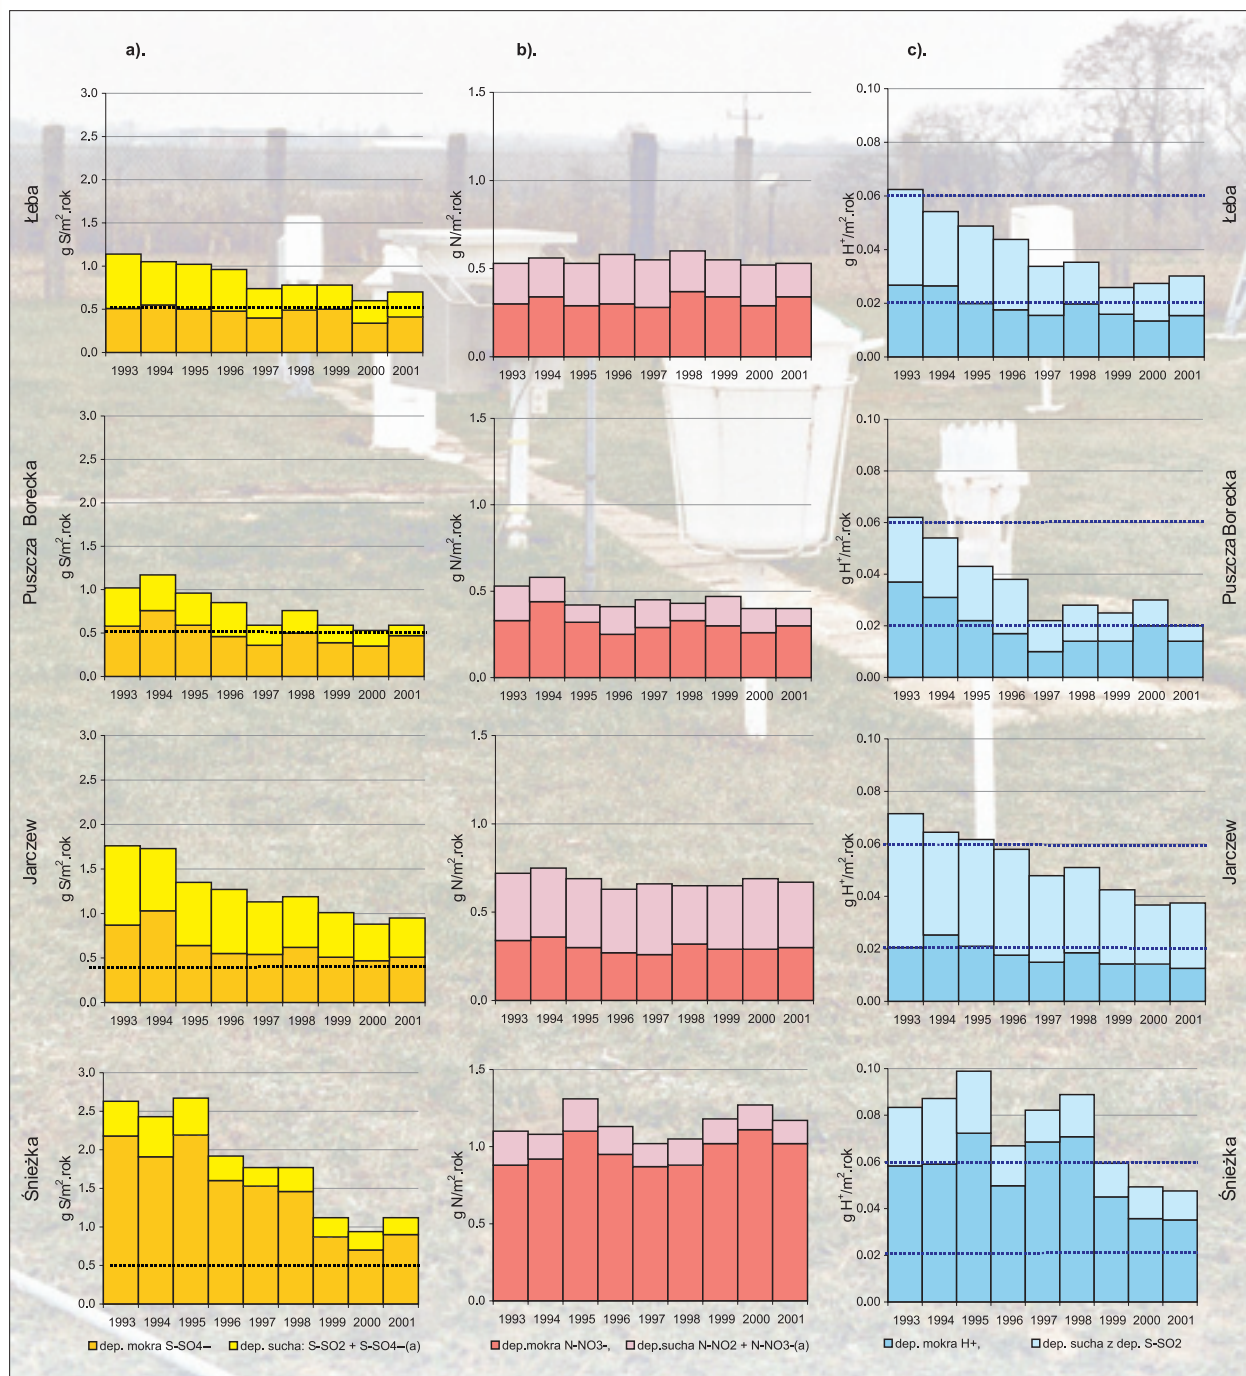 a). b). c).
Łeba
g S/m².rok
3.0
2.5
2.0
1.5
1.0
0.5
0.0
1993 1994 1995 1996 1997 1998 1999 2000 2001
g N/m².rok
1.5
1.0
0.5
0.0
1993 1994 1995 1996 1997 1998 1999 2000 2001
g H⁺/m².rok
0.10
0.08
0.06
0.04
0.02
0.00
1993 1994 1995 1996 1997 1998 1999 2000 2001
Łeba
Puszcza Borecka
g S/m².rok
3.0
2.5
2.0
1.5
1.0
0.5
0.0
1993 1994 1995 1996 1997 1998 1999 2000 2001
g N/m².rok
1.5
1.0
0.5
0.0
1993 1994 1995 1996 1997 1998 1999 2000 2001
g H⁺/m².rok
0.10
0.08
0.06
0.04
0.02
0.00
1993 1994 1995 1996 1997 1998 1999 2000 2001
Puszcza Borecka
Jarczew
g S/m².rok
3.0
2.5
2.0
1.5
1.0
0.5
0.0
1993 1994 1995 1996 1997 1998 1999 2000 2001
g N/m².rok
1.5
1.0
0.5
0.0
1993 1994 1995 1996 1997 1998 1999 2000 2001
g H⁺/m².rok
0.10
0.08
0.06
0.04
0.02
0.00
1993 1994 1995 1996 1997 1998 1999 2000 2001
Jarczew
Śnieżka
g S/m².rok
3.0
2.5
2.0
1.5
1.0
0.5
0.0
1993 1994 1995 1996 1997 1998 1999 2000 2001
g N/m².rok
1.5
1.0
0.5
0.0
1993 1994 1995 1996 1997 1998 1999 2000 2001
g H⁺/m².rok
0.10
0.08
0.06
0.04
0.02
0.00
1993 1994 1995 1996 1997 1998 1999 2000 2001
Śnieżka
dep. mokra S-SO4-- dep. sucha: S-SO2 + S-SO4--(a)
dep.mokra N-NO3-, dep.sucha N-NO2 + N-NO3-(a)
dep. mokra H+, dep. sucha z dep. S-SO2